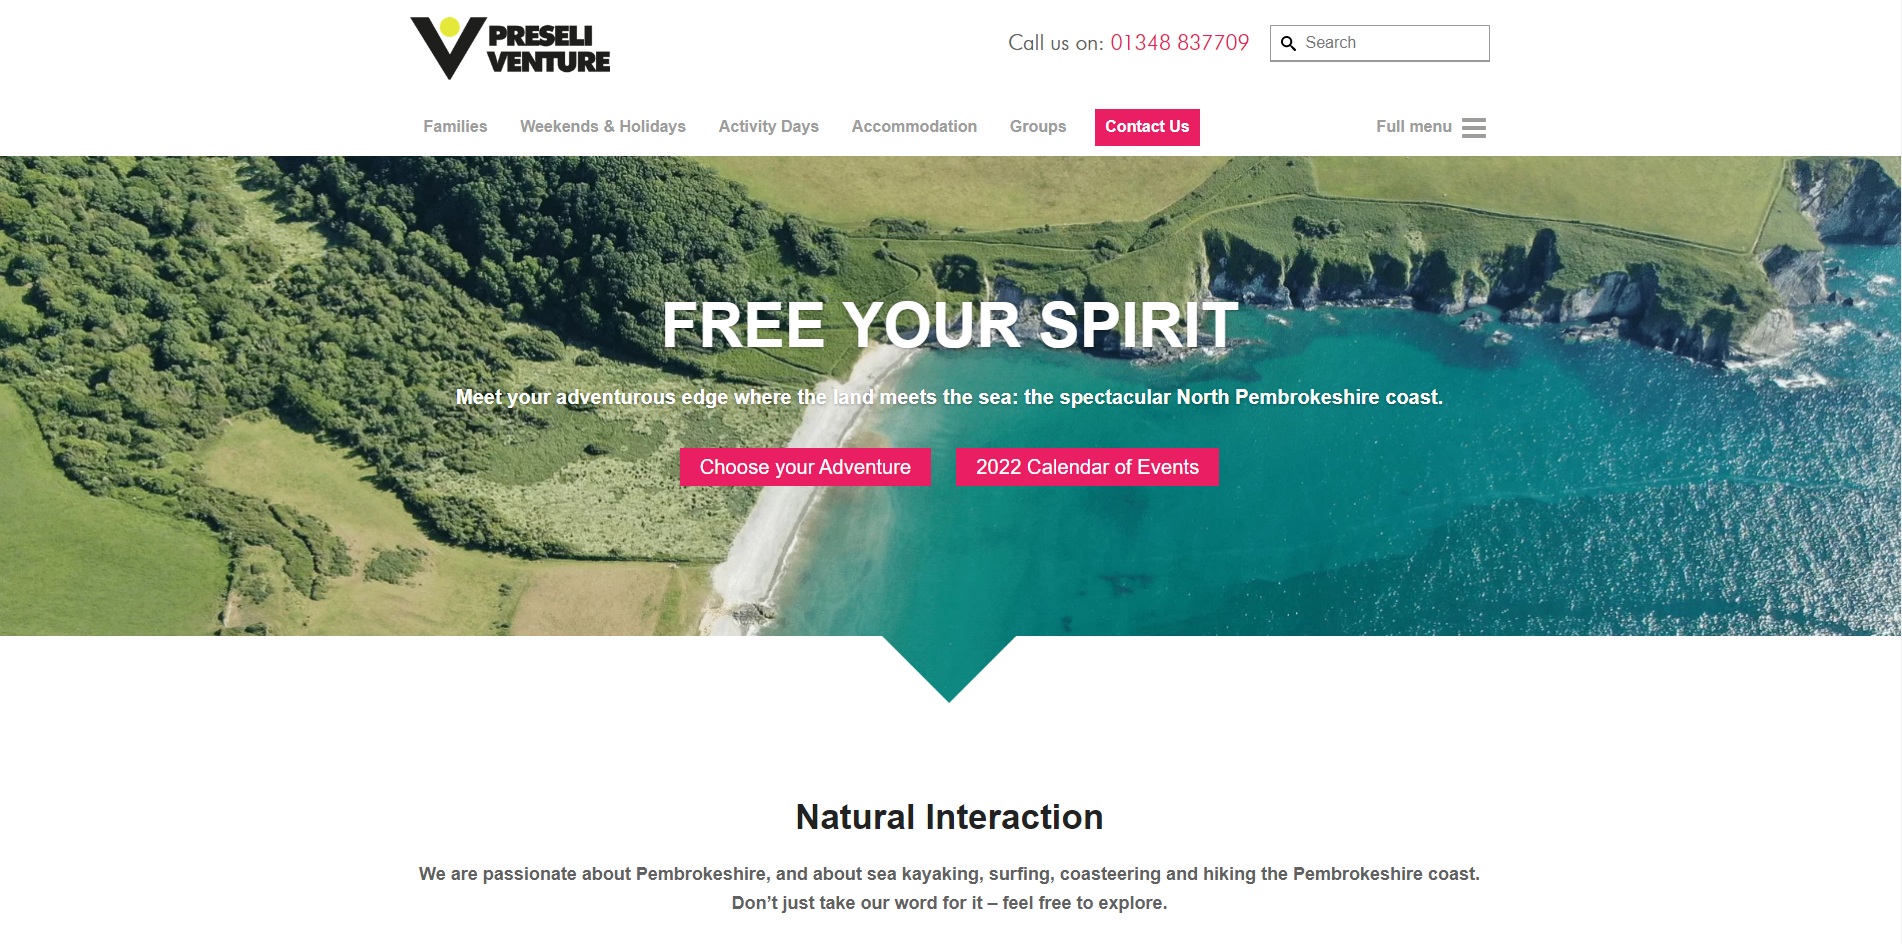 PRESELI
VENTURE
Call us on: 01348 837709
Search
Families
Weekends & Holidays
Activity Days
Accommodation
Groups
Contact Us
Full menu
FREE YOUR SPIRIT
Meet your adventurous edge where the land meets the sea: the spectacular North Pembrokeshire coast.
Choose your Adventure
2022 Calendar of Events
Natural Interaction
We are passionate about Pembrokeshire, and about sea kayaking, surfing, coasteering and hiking the Pembrokeshire coast.
Don’t just take our word for it – feel free to explore.